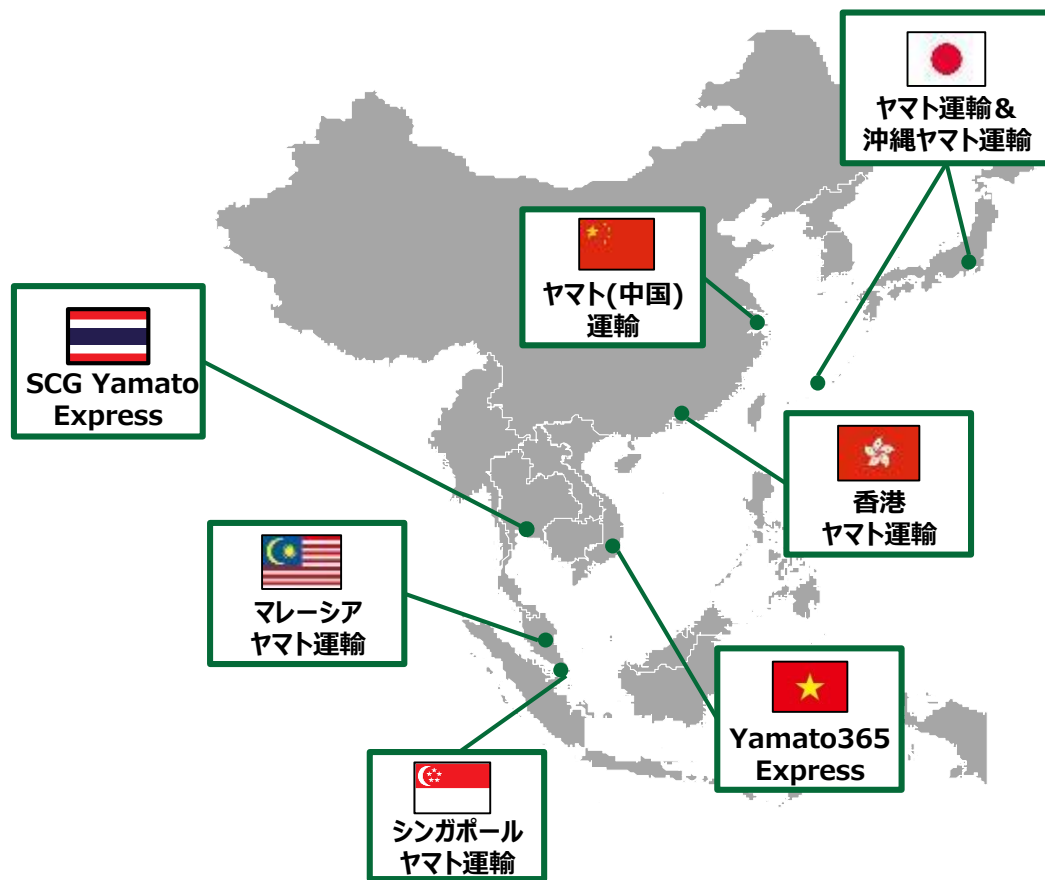 ヤマト運輸&
沖縄ヤマト運輸
ヤマト(中国)
運輸
SCG Yamato
Express
香港
ヤマト運輸
マレーシア
ヤマト運輸
Yamato365
Express
シンガポール
ヤマト運輸